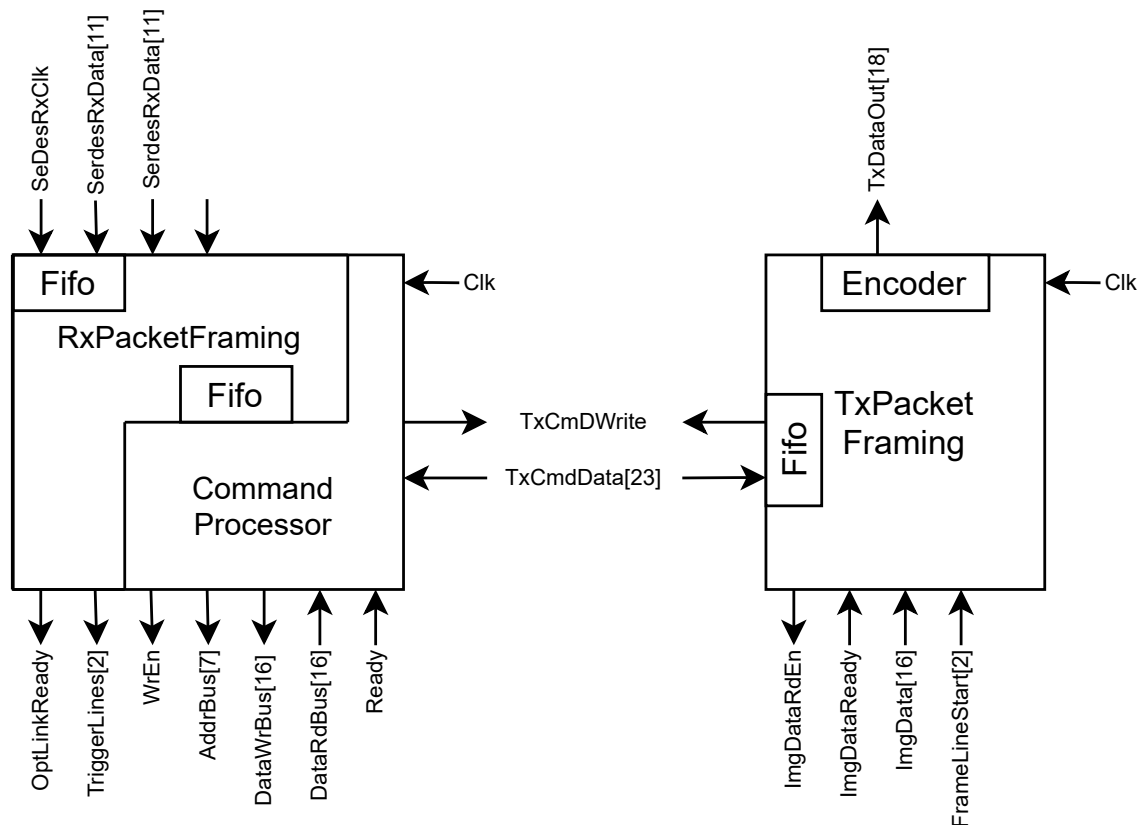 SeDesRxClk
SerdesRxData[11]
SerdesRxData[11]
TxDataOut[18]
Fifo
Clk
Encoder
Clk
RxPacketFraming
Fifo
TxCmDWrite
TxPacket
Framing
Fifo
TxCmdData[23]
Command
Processor
OptLinkReady
TriggerLines[2]
WrEn
AddrBus[7]
DataWrBus[16]
DataRdBus[16]
Ready
ImgDataRdEn
ImgDataReady
ImgData[16]
FrameLineStart[2]